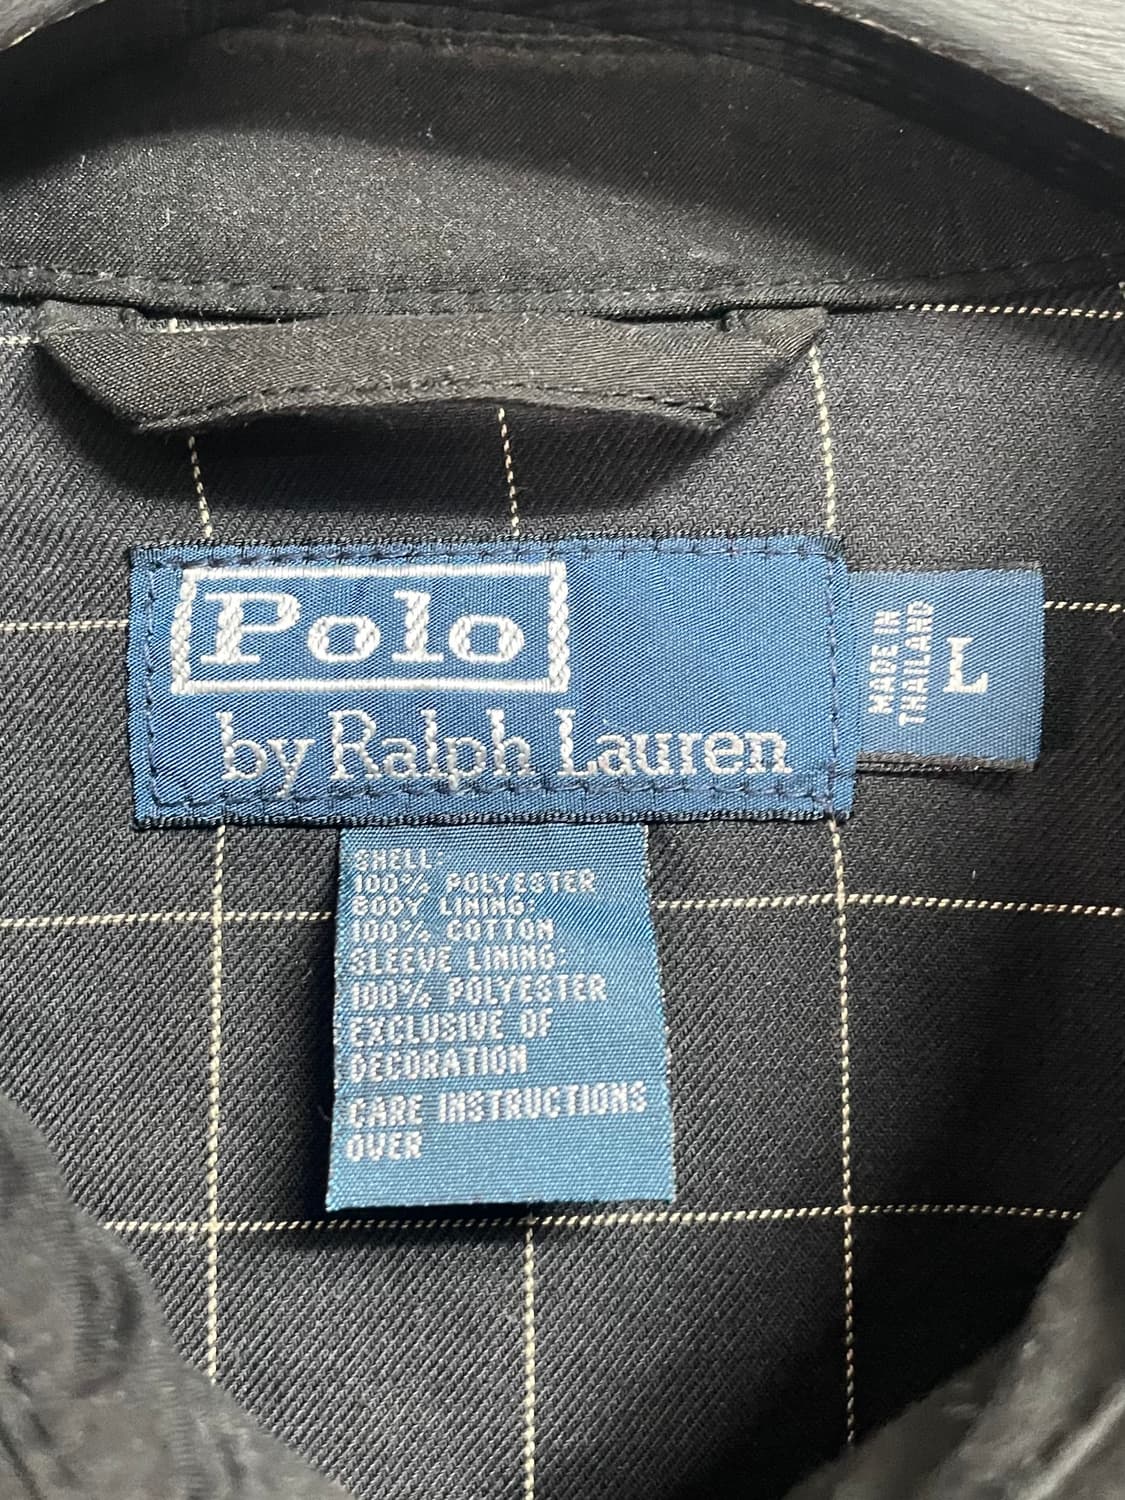 Polo
by Ralph Lauren
MADE IN
THAILAND
L
SHELL:
100% POLYESTER
BODY LINING:
100% COTTON
SLEEVE LINING:
100% POLYESTER
EXCLUSIVE OF
DECORATION
CARE INSTRUCTIONS
OVER